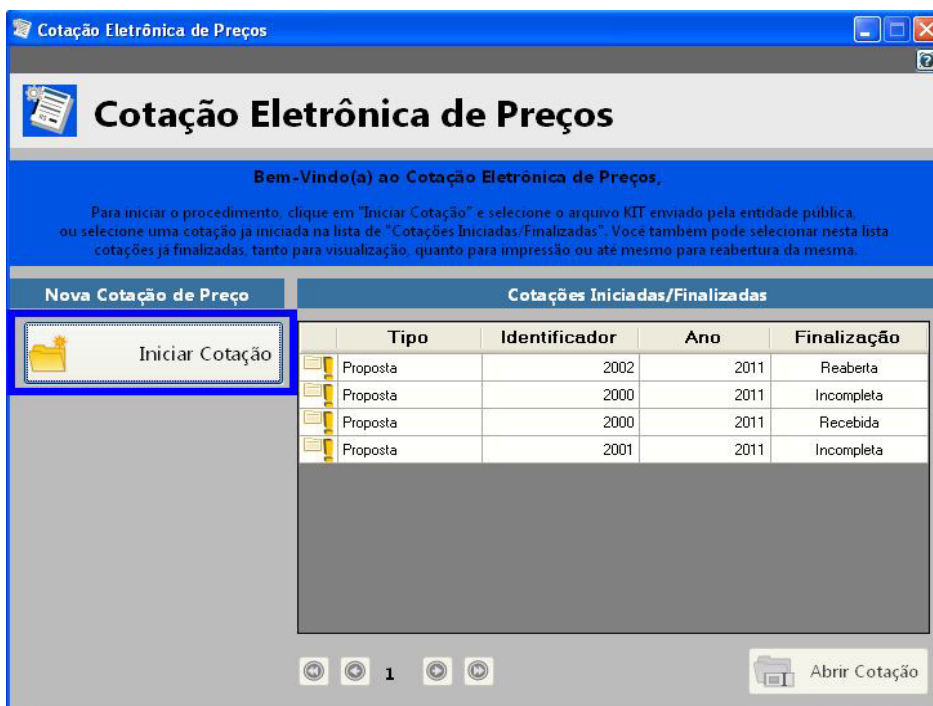 Cotação Eletrônica de Preços
Cotação Eletrônica de Preços
Bem-Vindo(a) ao Cotação Eletrônica de Preços,
Para iniciar o procedimento, clique em "Iniciar Cotação" e selecione o arquivo KIT enviado pela entidade pública,
ou selecione uma cotação ja iniciada na lista de "Cotações Iniciadas/Finalizadas". Você tambem pode selecionar nesta lista
cotações já finalizadas, tanto para visualização, quanto para impressão ou até mesmo para reabertura da mesma.
Nova Cotação de Preço
Cotações Iniciadas/Finalizadas
Iniciar Cotação
Tipo Identificador Ano Finalização
Proposta 2002 2011 Reaberta
Proposta 2000 2011 Incompleta
Proposta 2000 2011 Recebida
Proposta 2001 2011 Incompleta
1
Abrir Cotação